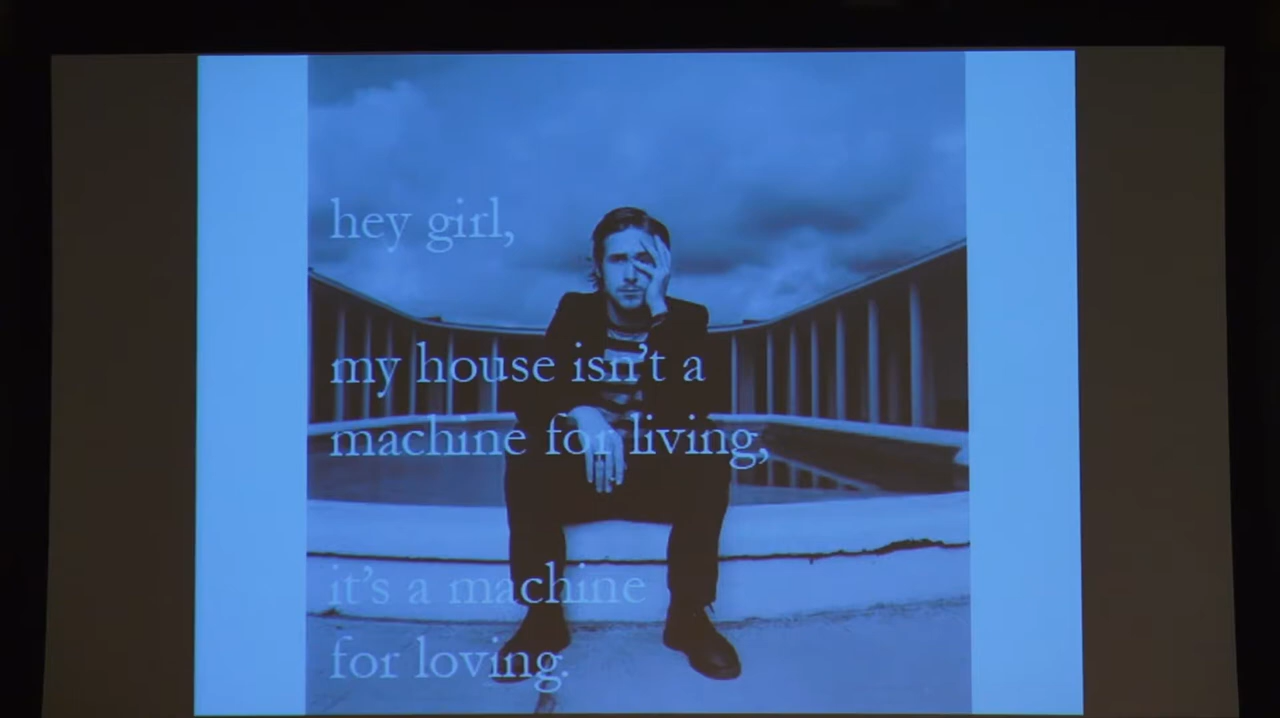 hey girl,
my house isn't a
machine for living,
it's a machine
for loving.